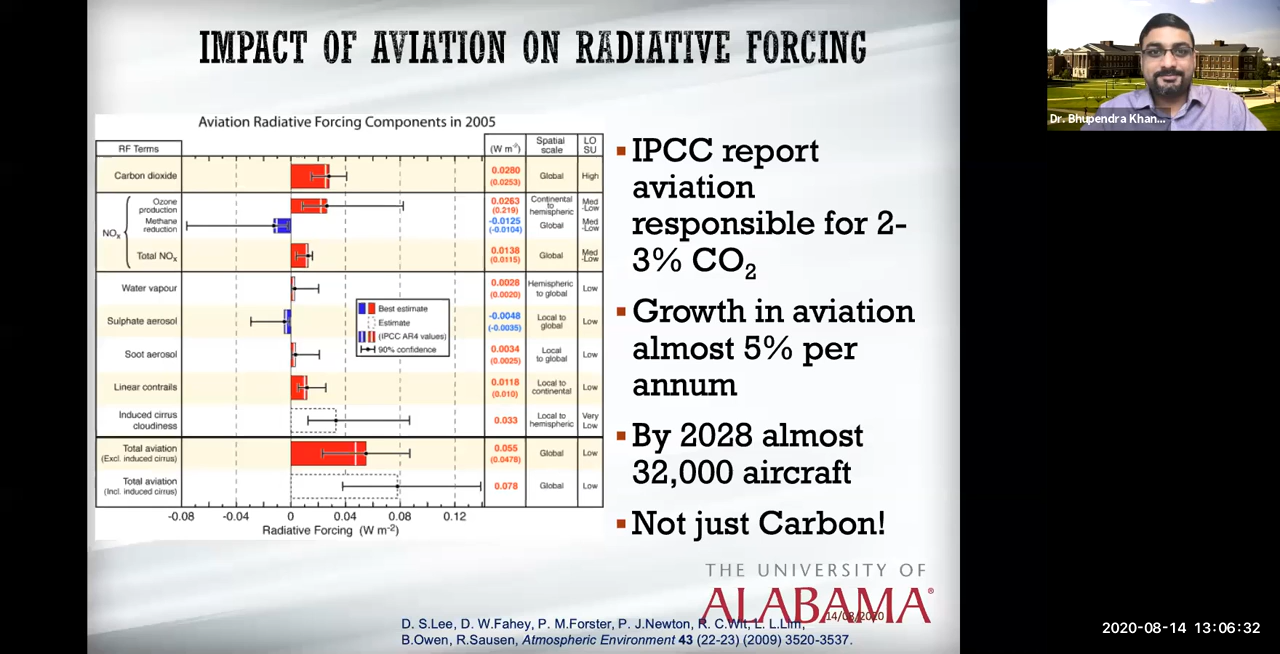 IMPACT OF AVIATION ON RADIATIVE FORCING
Aviation Radiative Forcing Components in 2005
RF Terms
(W m-2)
Spatial
scale
LO
SU
Carbon dioxide
0.0280
(0.0253)
Global
High
NOx
Ozone
production
0.0263
(0.219)
Continental
to
hemispheric
Med
-Low
Methane
reduction
-0.0125
(-0.0104)
Global
Med
-Low
Total NOx
0.0138
(0.0115)
Global
Med
-Low
Water vapour
0.0028
(0.0020)
Hemispheric
to global
Low
Sulphate aerosol
-0.0048
(-0.0035)
Local to
global
Low
Soot aerosol
0.0034
(0.0025)
Local
to global
Low
Linear contrails
0.0118
(0.010)
Local to
continental
Low
Induced cirrus
cloudiness
0.033
Local to
hemispheric
Very
Low
Total aviation
(Excl. induced cirrus)
0.055
(0.0478)
Global
Low
Total aviation
(Incl. induced cirrus)
0.078
Global
Low
Best estimate
Estimate
(IPCC AR4 values)
90% confidence
-0.08 -0.04 0 0.04 0.08 0.12
Radiative Forcing (W m-2)
IPCC report
aviation
responsible for 2-
3% CO2
Growth in aviation
almost 5% per
annum
By 2028 almost
32,000 aircraft
Not just Carbon!
THE UNIVERSITY OF
ALABAMA®
14/08/2020
D. S.Lee, D. W.Fahey, P. M.Forster, P. J.Newton, R. C.Wit, L. L.Lim,
B.Owen, R.Sausen, Atmospheric Environment 43 (22-23) (2009) 3520-3537.
Dr. Bhupendra Khan...
2020-08-14 13:06:32